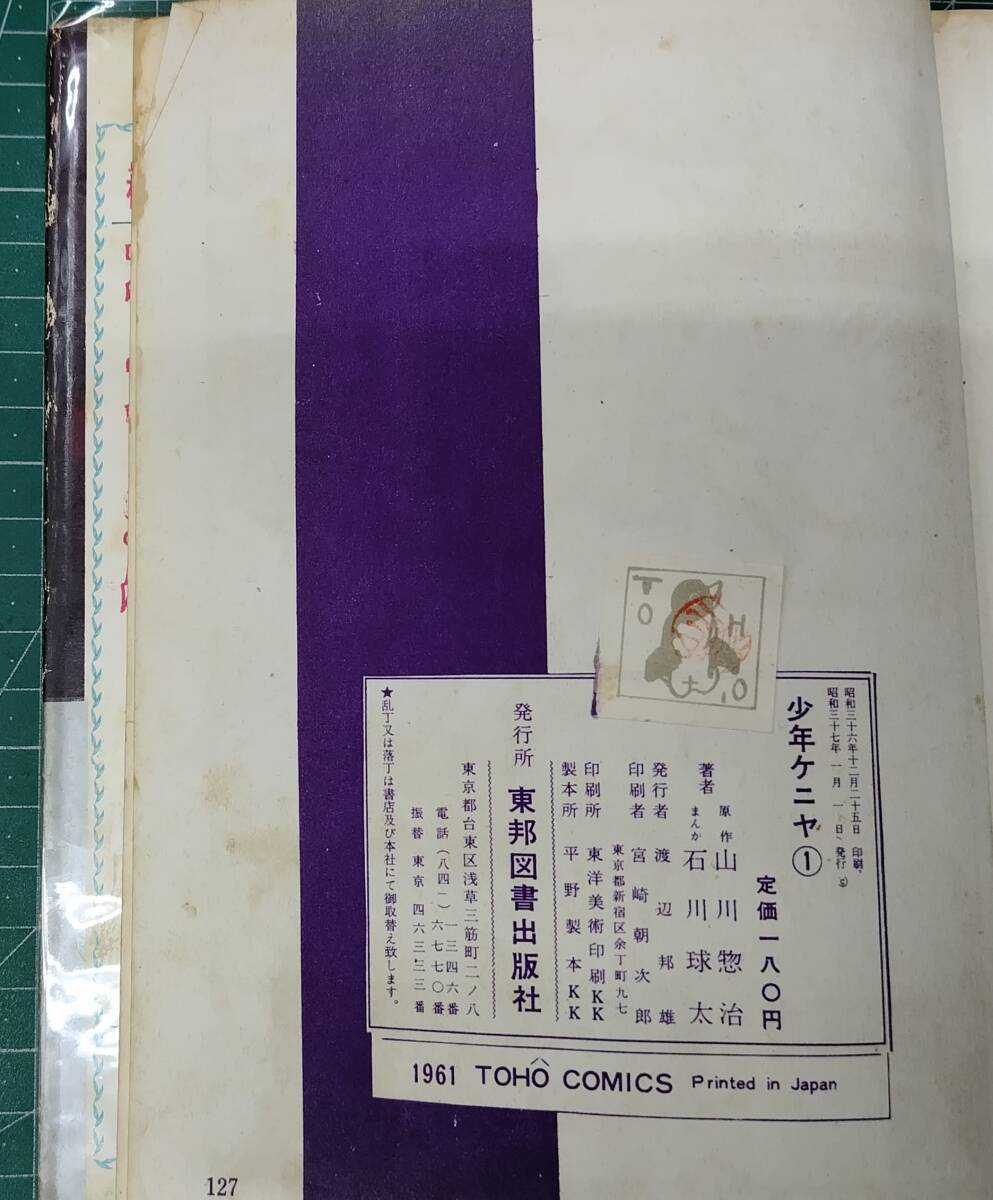 TOHO
昭和三十六年十二月二十五日 印刷
昭和三十七年 一月 一日 発行 ⓢ
少年ケニヤ①
定価一八〇円
著者
原作 山川惣治
まんが 石川球太
発行者 渡辺邦雄
東京都新宿区余丁町九七
印刷者 宮崎朝次郎
印刷所 東洋美術印刷KK
製本所 平野製本KK
発行所 東邦図書出版社
東京都台東区浅草三筋町二ノ八
電話(八四一) 一三四六番
六七七〇番
振替 東京 四六三三三番
★乱丁又は落丁は書店及び本社にて御取替え致します。
1961 TOHÔ COMICS Printed in Japan
127